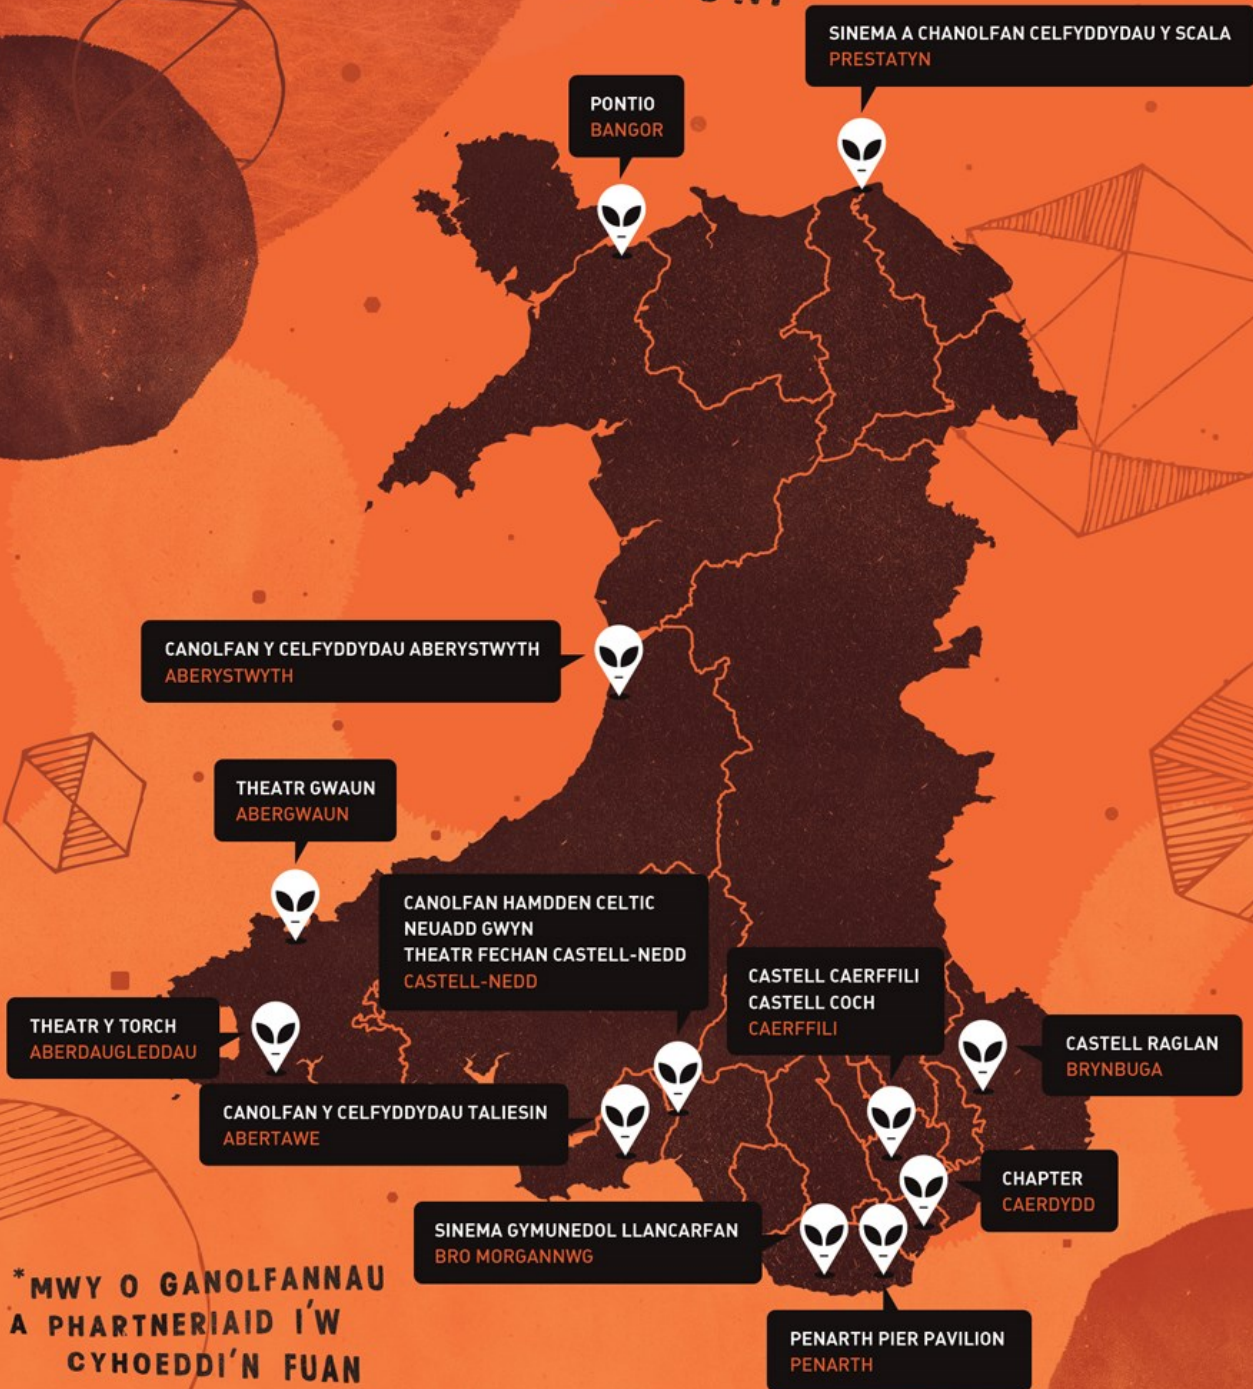 SINEMA A CHANOLFAN CELFYDDYDAU Y SCALA
PRESTATYN
PONTIO
BANGOR
CANOLFAN Y CELFYDDYDAU ABERYSTWYTH
ABERYSTWYTH
THEATR GWAUN
ABERGWAUN
CANOLFAN HAMDDEN CELTIC
NEUADD GWYN
THEATR FECHAN CASTELL-NEDD
CASTELL-NEDD
CASTELL CAERFFILI
CASTELL COCH
CAERFFILI
THEATR Y TORCH
ABERDAUGLEDDAU
CASTELL RAGLAN
BRYNBUGA
CANOLFAN Y CELFYDDYDAU TALIESIN
ABERTAWE
CHAPTER
CAERDYDD
SINEMA GYMUNEDOL LLANCARFAN
BRO MORGANNWG
PENARTH PIER PAVILION
PENARTH
*MWY O GANOLFANNAU
A PHARTNERIAID I'W
CYHOEDDI'N FUAN